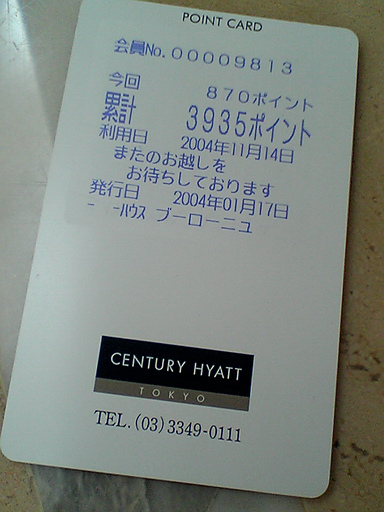 POINT CARD
会員No.00009813
今回 870ポイント
累計 3935ポイント
利用日 2004年11月14日
またのお越しを
お待ちしております
発行日 2004年01月17日
ハウス ブーローニュ
CENTURY HYATT
TOKYO
TEL.(03)3349-0111